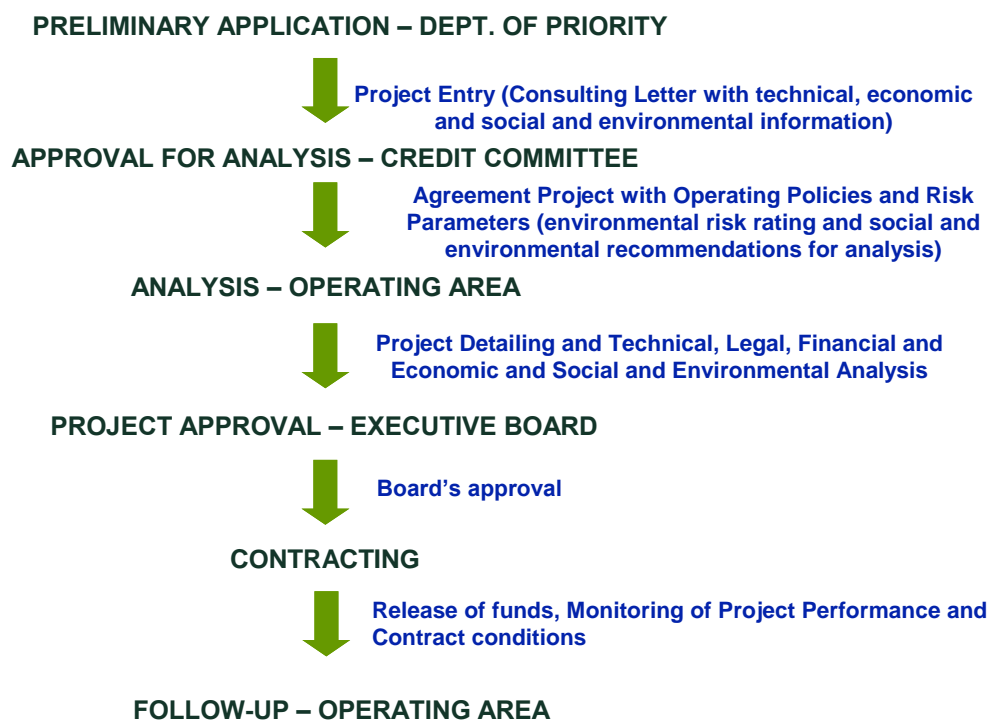 PRELIMINARY APPLICATION – DEPT. OF PRIORITY
Project Entry (Consulting Letter with technical, economic
and social and environmental information)
APPROVAL FOR ANALYSIS – CREDIT COMMITTEE
Agreement Project with Operating Policies and Risk
Parameters (environmental risk rating and social and
environmental recommendations for analysis)
ANALYSIS – OPERATING AREA
Project Detailing and Technical, Legal, Financial and
Economic and Social and Environmental Analysis
PROJECT APPROVAL – EXECUTIVE BOARD
Board’s approval
CONTRACTING
Release of funds, Monitoring of Project Performance and
Contract conditions
FOLLOW-UP – OPERATING AREA